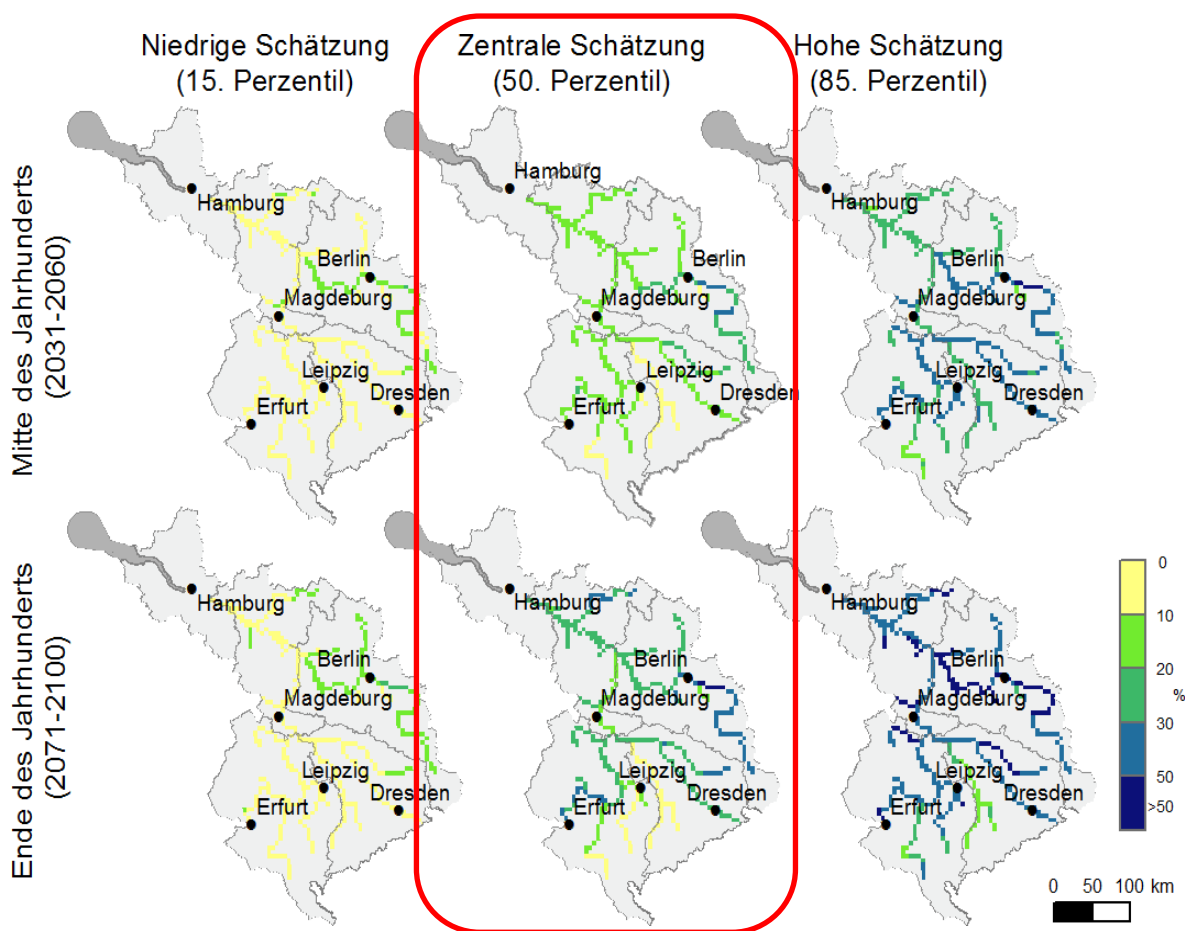 Niedrige Schätzung
(15. Perzentil)
Zentrale Schätzung
(50. Perzentil)
Hohe Schätzung
(85. Perzentil)
Mitte des Jahrhunderts
(2031-2060)
Hamburg
Berlin
Magdeburg
Leipzig
Erfurt
Dresden
Hamburg
Berlin
Magdeburg
Leipzig
Erfurt
Dresden
Hamburg
Berlin
Magdeburg
Leipzig
Erfurt
Dresden
Ende des Jahrhunderts
(2071-2100)
Hamburg
Berlin
Magdeburg
Leipzig
Erfurt
Dresden
Hamburg
Berlin
Magdeburg
Leipzig
Erfurt
Dresden
Hamburg
Berlin
Magdeburg
Leipzig
Erfurt
Dresden
0
10
20
30
%
50
>50
0 50 100 km